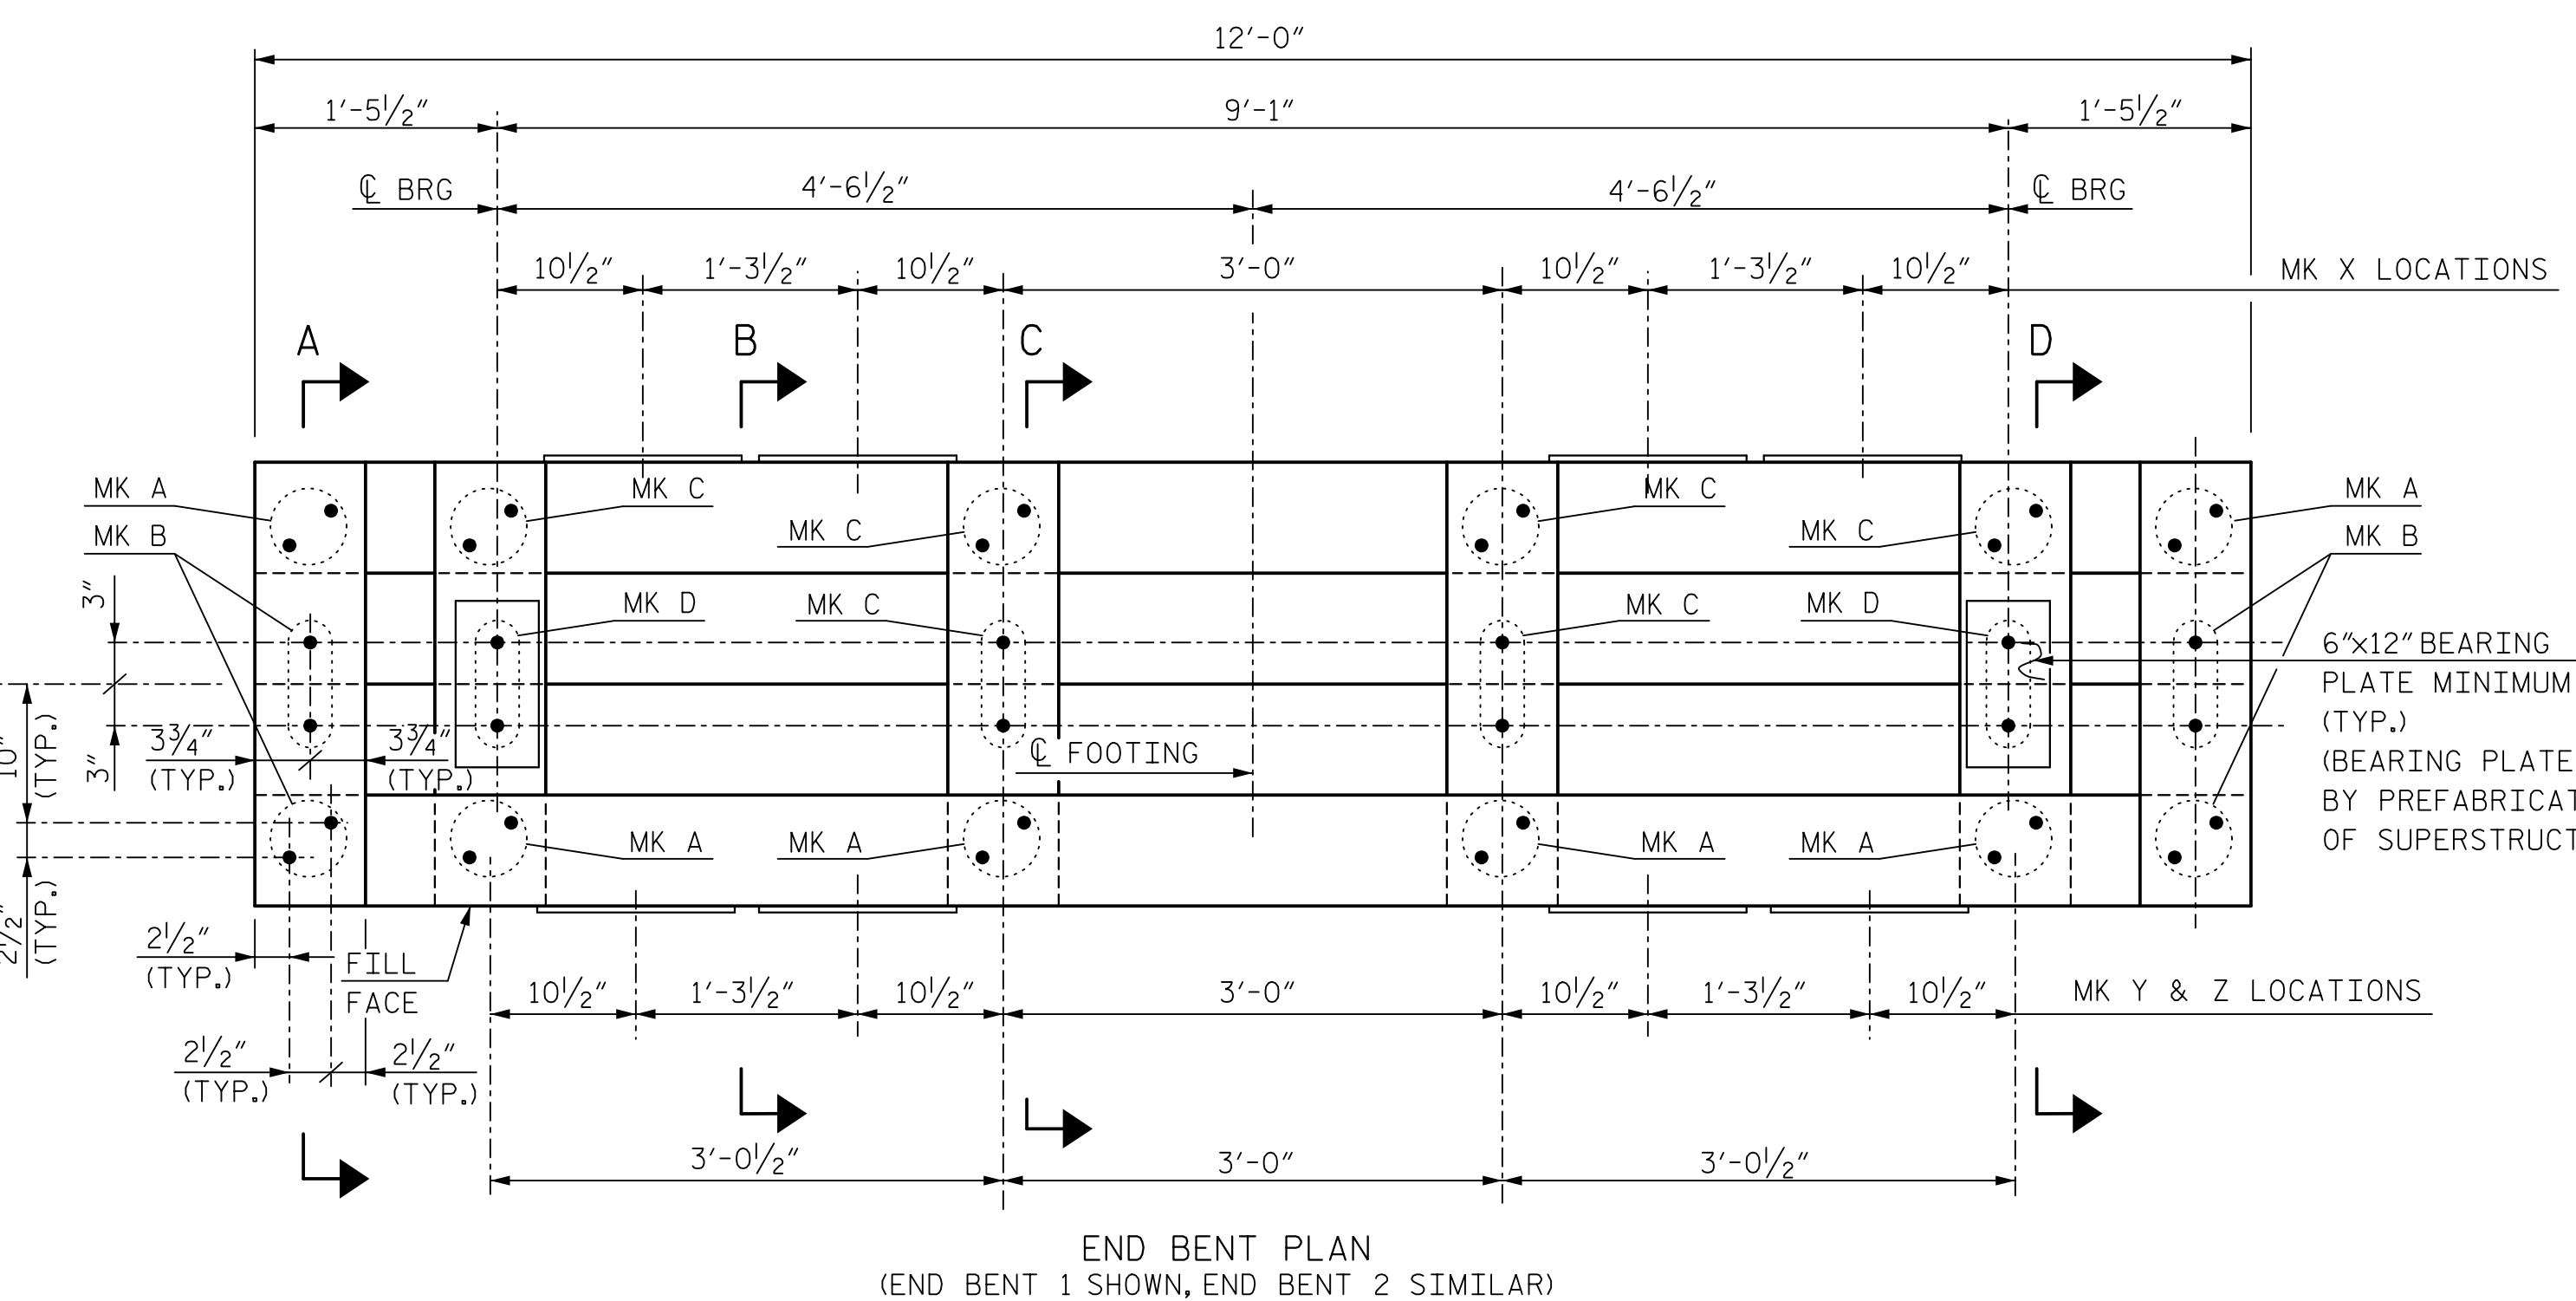 12'-0"
1'-5½"
9'-1"
1'-5½"
℄ BRG
4'-6½"
4'-6½"
℄ BRG
10½"
1'-3½"
10½"
3'-0"
10½"
1'-3½"
10½"
MK X LOCATIONS
A
B
C
D
MK A
MK C
MK C
MK A
MK B
MK C
MK C
MK B
3"
MK D
MK C
MK C
MK D
6"x12" BEARING
PLATE MINIMUM
(TYP.)
(BEARING PLATE
BY PREFABRICAT
OF SUPERSTRUCT
10"
(TYP.)
3"
3¾"
(TYP.)
3¾"
(TYP.)
℄ FOOTING
MK A
MK A
MK A
MK A
2½"
(TYP.)
2½"
(TYP.)
FILL
FACE
10½"
1'-3½"
10½"
3'-0"
10½"
1'-3½"
10½"
MK Y & Z LOCATIONS
2½"
(TYP.)
2½"
(TYP.)
3'-0½"
3'-0"
3'-0½"
END BENT PLAN
(END BENT 1 SHOWN, END BENT 2 SIMILAR)